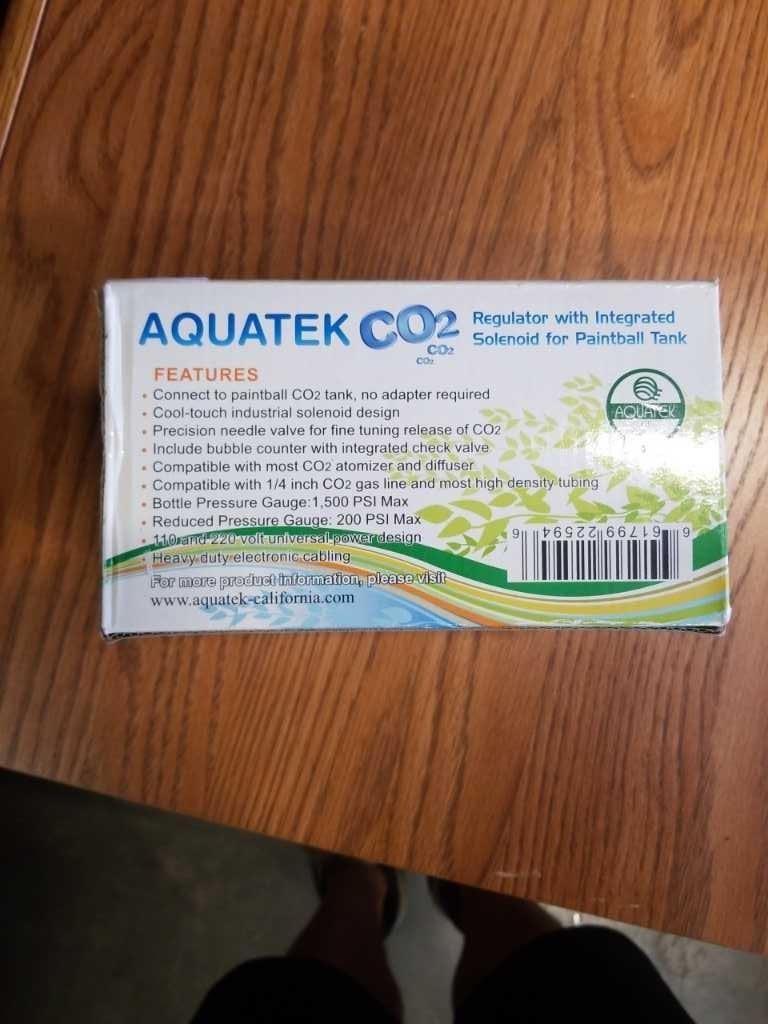 AQUATEK CO2 CO2 CO2
Regulator with Integrated
Solenoid for Paintball Tank
FEATURES
• Connect to paintball CO2 tank, no adapter required
• Cool-touch industrial solenoid design
• Precision needle valve for fine tuning release of CO2
• Include bubble counter with integrated check valve
• Compatible with most CO2 atomizer and diffuser
• Compatible with 1/4 inch CO2 gas line and most high density tubing
• Bottle Pressure Gauge:1,500 PSI Max
• Reduced Pressure Gauge: 200 PSI Max
• 110 and 220 volt universal power design
• Heavy duty electronic cabling
For more product information, please visit
www.aquatek-california.com
AQUATEK
6 61799 22594 9